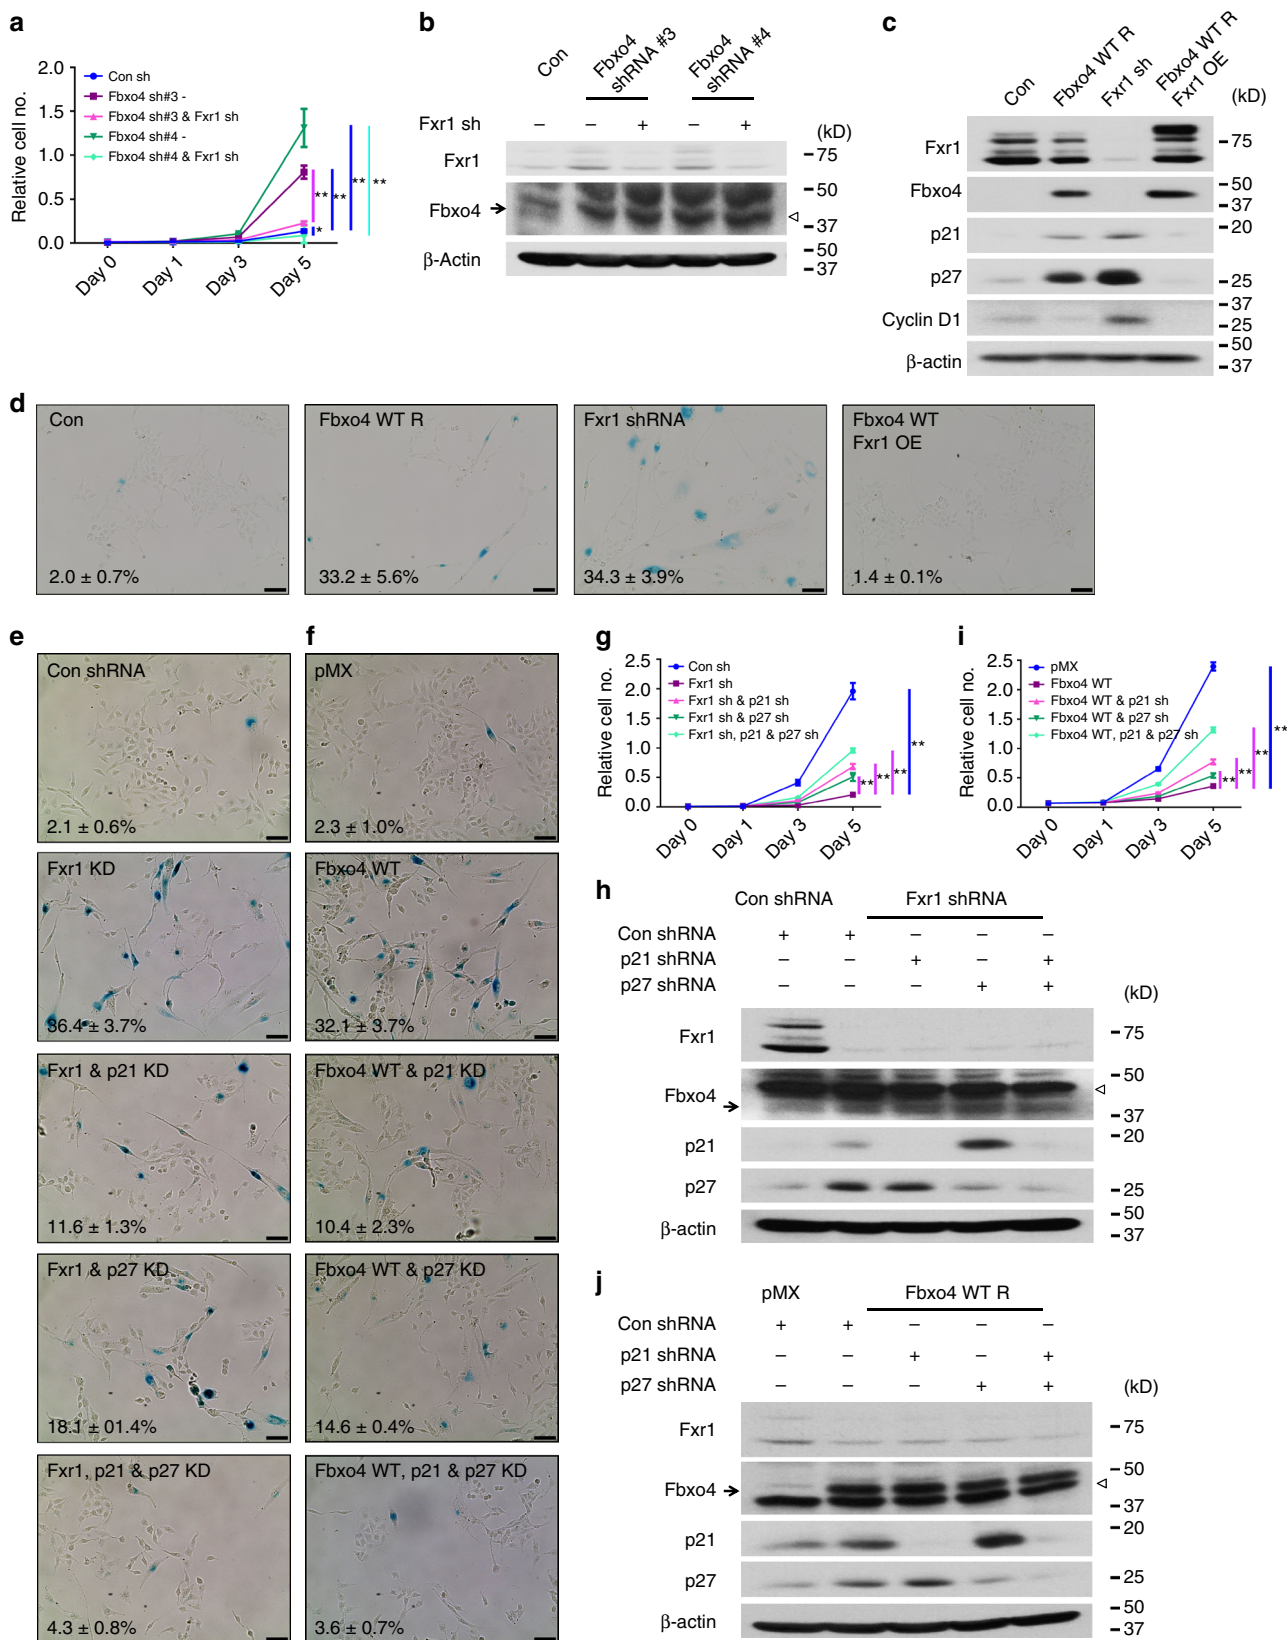 a
2.0
1.5
1.0
0.5
0.0
Relative cell no.
Con sh
Fbxo4 sh#3 -
Fbxo4 sh#3 & Fxr1 sh
Fbxo4 sh#4 -
Fbxo4 sh#4 & Fxr1 sh
** ** ** **
*
Day 0 Day 1 Day 3 Day 5
b
Con
Fbxo4 shRNA #3
Fbxo4 shRNA #4
Fxr1 sh – – + – +
(kD)
Fxr1
75
50
Fbxo4
37
β-Actin
50
37
c
Con
Fbxo4 WT R
Fxr1 sh
Fbxo4 WT R
Fxr1 OE
(kD)
Fxr1
75
Fbxo4
50
37
p21
20
p27
25
Cyclin D1
37
25
β-actin
50
37
d
Con
2.0 ± 0.7%
Fbxo4 WT R
33.2 ± 5.6%
Fxr1 shRNA
34.3 ± 3.9%
Fbxo4 WT
Fxr1 OE
1.4 ± 0.1%
e
Con shRNA
2.1 ± 0.6%
Fxr1 KD
36.4 ± 3.7%
Fxr1 & p21 KD
11.6 ± 1.3%
Fxr1 & p27 KD
18.1 ± 01.4%
Fxr1, p21 & p27 KD
4.3 ± 0.8%
f
pMX
2.3 ± 1.0%
Fbxo4 WT
32.1 ± 3.7%
Fbxo4 WT & p21 KD
10.4 ± 2.3%
Fbxo4 WT & p27 KD
14.6 ± 0.4%
Fbxo4 WT, p21 & p27 KD
3.6 ± 0.7%
g
2.5
2.0
1.5
1.0
0.5
0.0
Relative cell no.
Con sh
Fxr1 sh
Fxr1 sh & p21 sh
Fxr1 sh & p27 sh
Fxr1 sh, p21 & p27 sh
** ** ** **
Day 0 Day 1 Day 3 Day 5
i
2.5
2.0
1.5
1.0
0.5
0.0
Relative cell no.
pMX
Fbxo4 WT
Fbxo4 WT & p21 sh
Fbxo4 WT & p27 sh
Fbxo4 WT, p21 & p27 sh
** ** ** **
Day 0 Day 1 Day 3 Day 5
h
Con shRNA Fxr1 shRNA
Con shRNA + + – – –
p21 shRNA – – + – +
p27 shRNA – – – + +
(kD)
Fxr1
75
50
Fbxo4
37
20
p21
p27
25
50
β-actin
37
j
pMX Fbxo4 WT R
Con shRNA + + – – –
p21 shRNA – – + – +
p27 shRNA – – – + +
(kD)
Fxr1
75
50
Fbxo4
37
20
p21
p27
25
50
β-actin
37